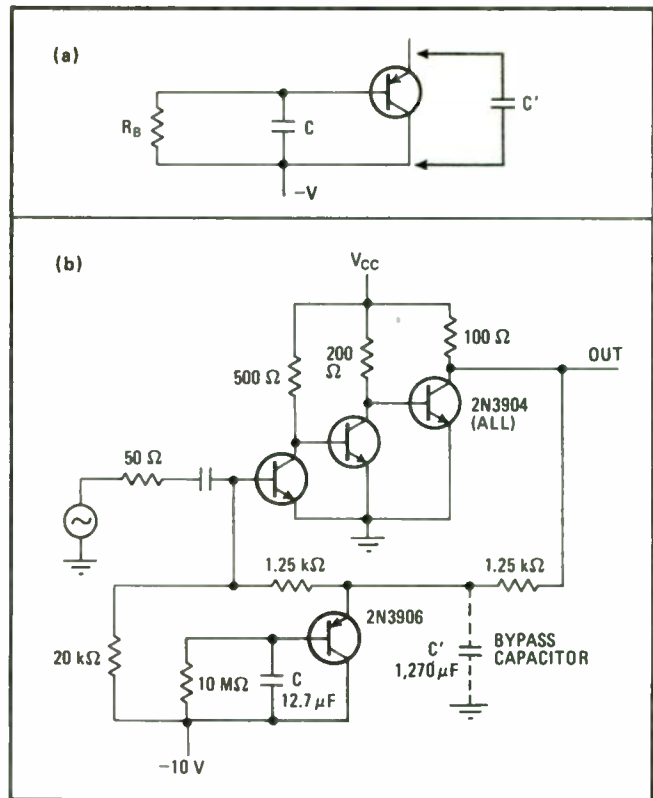 (a)
R_B
C
C'
−V
(b)
V_CC
500 Ω
200
Ω
100 Ω
OUT
2N3904
(ALL)
50 Ω
1.25 kΩ
1.25 kΩ
2N3906
20 kΩ
10 MΩ
C
12.7 μF
C'
1,270 μF
BYPASS
CAPACITOR
−10 V